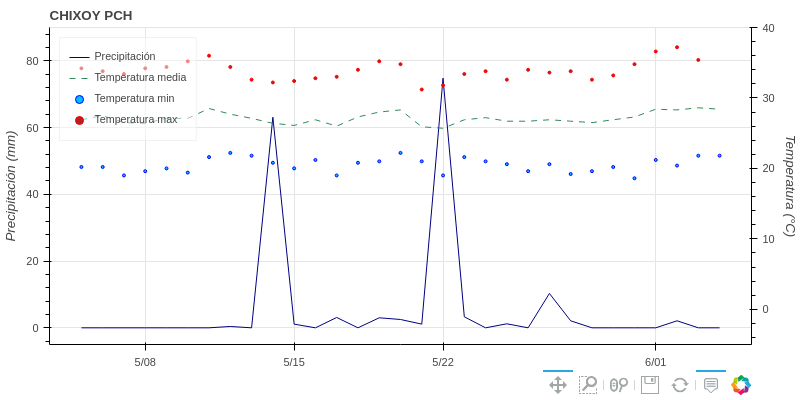 CHIXOY PCH
Precipitación
Temperatura media
Temperatura min
Temperatura max
Precipitación (mm)
80
60
40
20
0
40
30
20
10
0
Temperatura (°C)
5/08
5/15
5/22
6/01